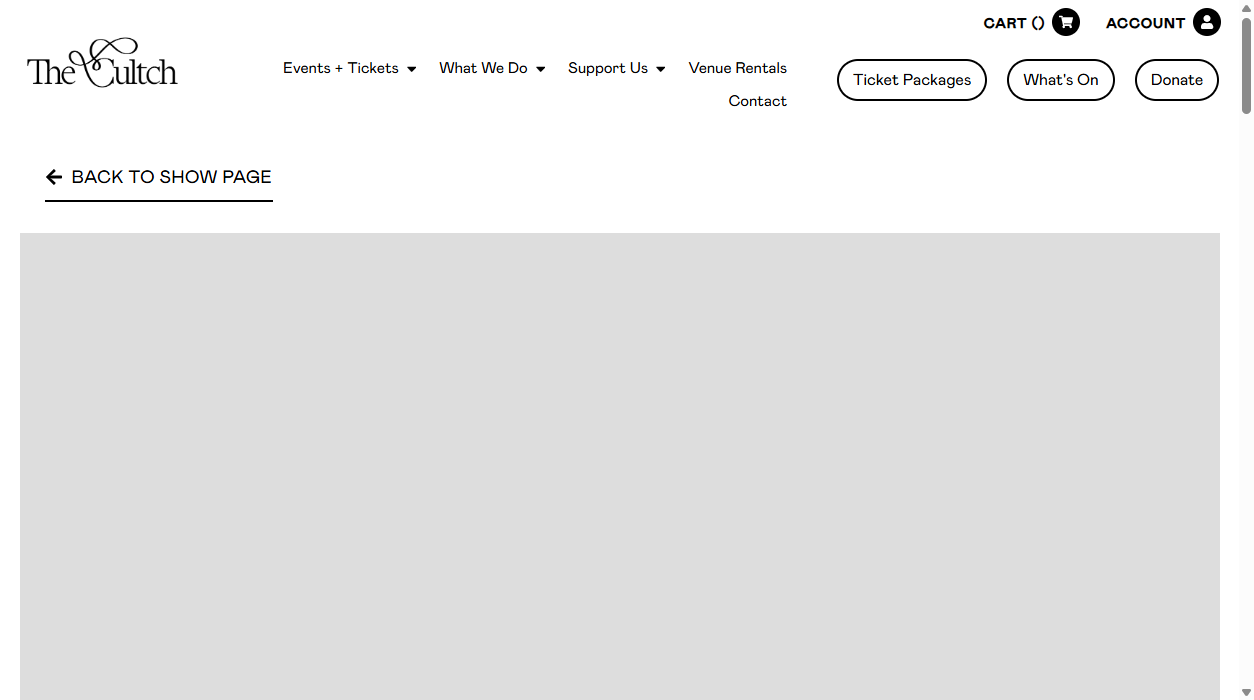 CART ()
ACCOUNT
The Cultch
Events + Tickets
What We Do
Support Us
Venue Rentals
Contact
Ticket Packages
What's On
Donate
BACK TO SHOW PAGE